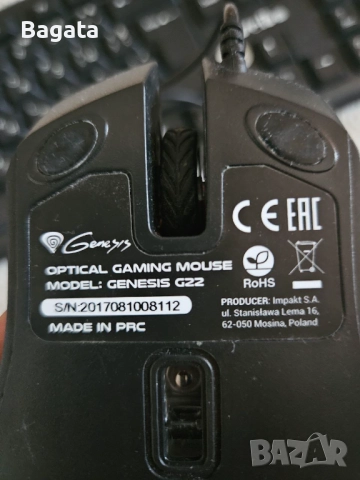 Bagata
Genesis
CE EAC
OPTICAL GAMING MOUSE
MODEL: GENESIS G22
RoHS
S/N:2017081008112
MADE IN PRC
PRODUCER: Impakt S.A.
ul. Stanisława Lema 16,
62-050 Mosina, Poland
BAZAR